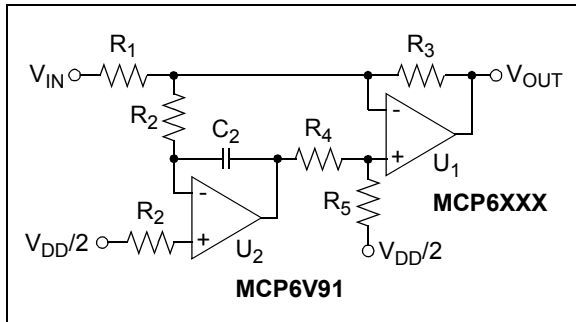 R1 R3
VIN VOUT
R2 C2 R4
- -
+ U1
R5 MCP6XXX
R2 +
VDD/2 U2 VDD/2
MCP6V91